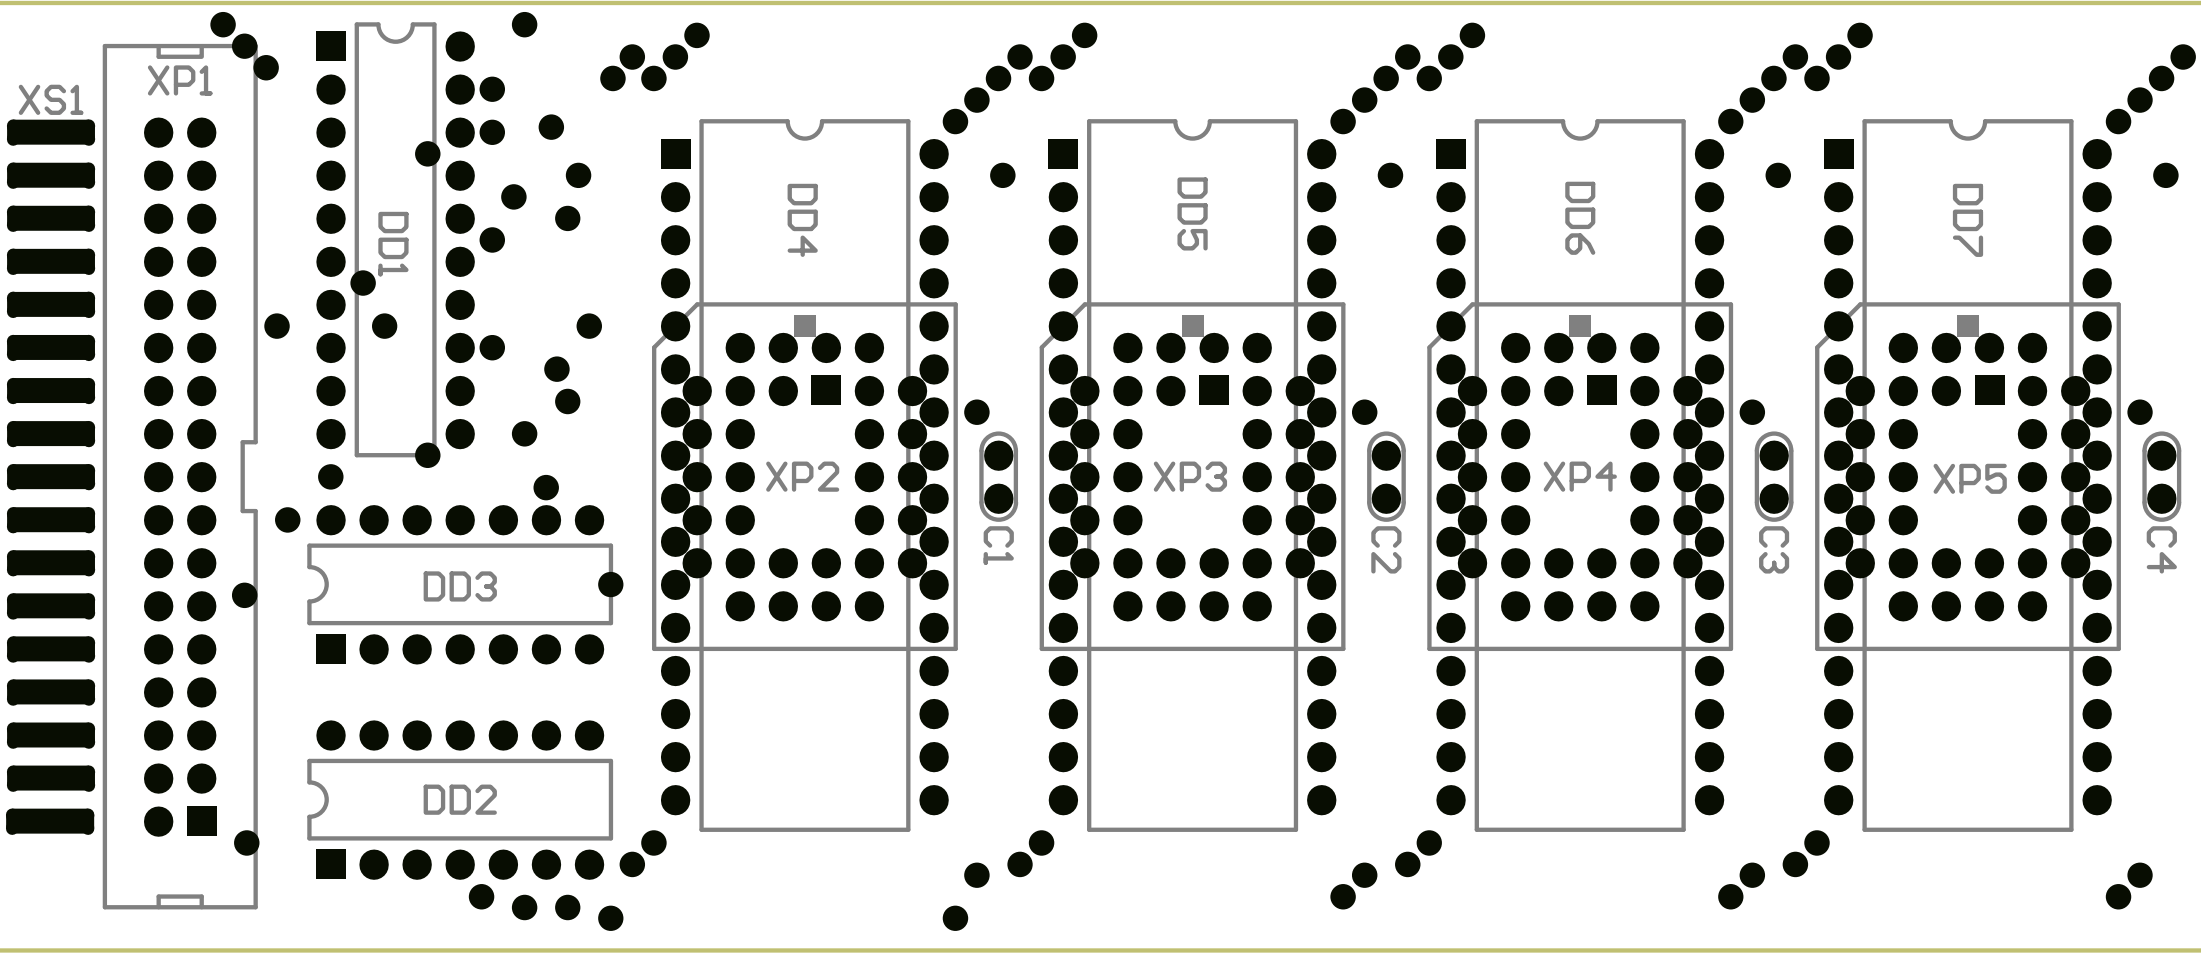 XS1
XP1
DD1
DD3
DD2
DD4
XP2
C1
DD5
XP3
C2
DD6
XP4
C3
DD7
XP5
C4